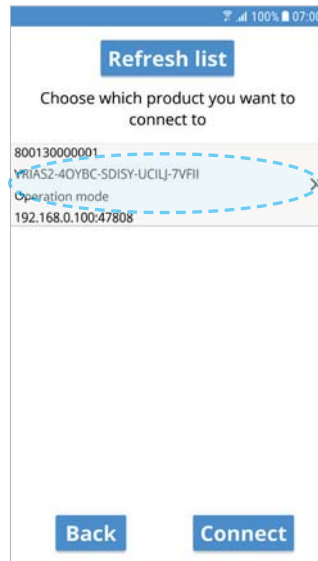 100% 07:00
Refresh list
Choose which product you want to
connect to
800130000001
YRIAS2-4OYBC-SDISY-UCILJ-7VFII
Operation mode
192.168.0.100:47808
Back
Connect